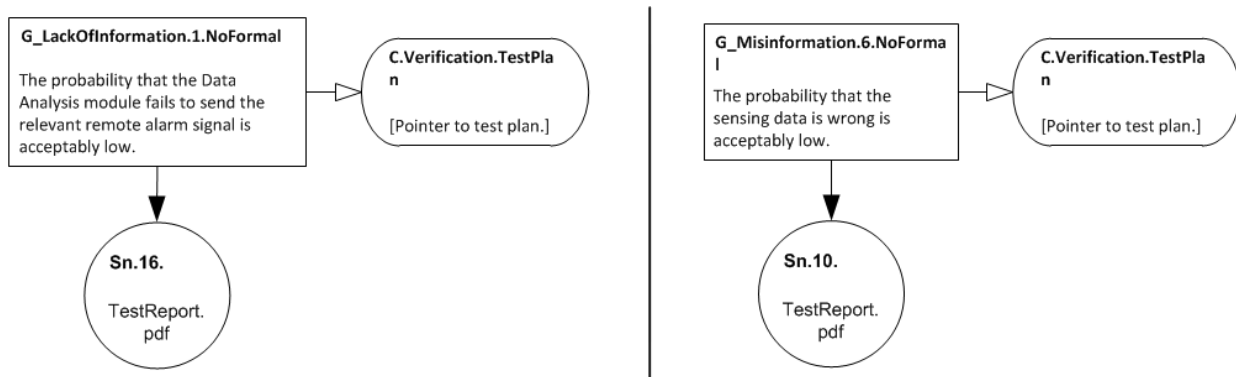 G_LackOfInformation.1.NoFormal
The probability that the Data
Analysis module fails to send the
relevant remote alarm signal is
acceptably low.
C.Verification.TestPla
n
[Pointer to test plan.]
Sn.16.
TestReport.
pdf
G_Misinformation.6.NoForma
l
The probability that the
sensing data is wrong is
acceptably low.
C.Verification.TestPla
n
[Pointer to test plan.]
Sn.10.
TestReport.
pdf